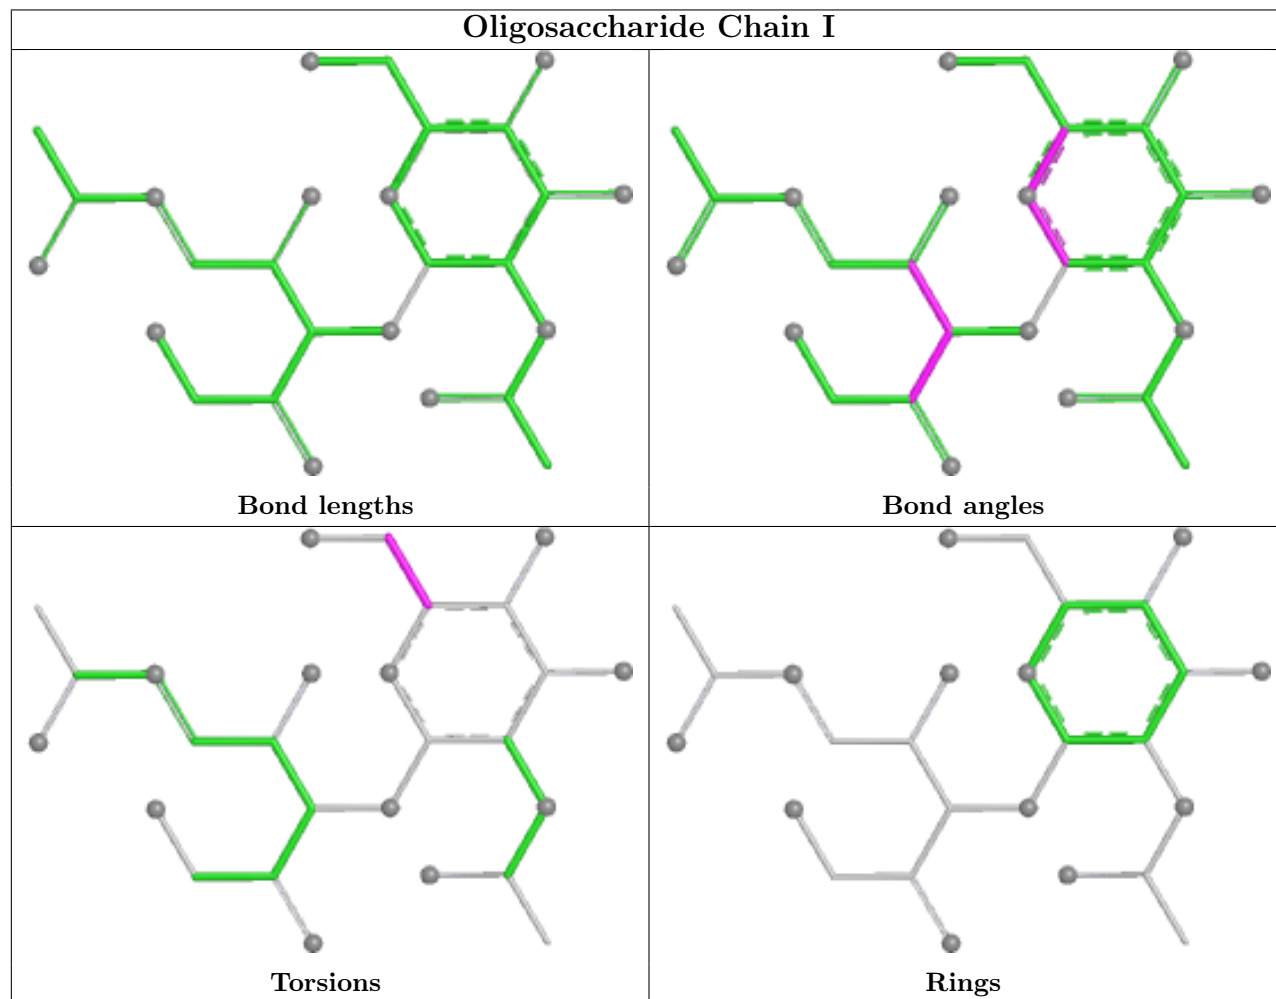 Oligosaccharide Chain I
Bond lengths
Bond angles
Torsions
Rings